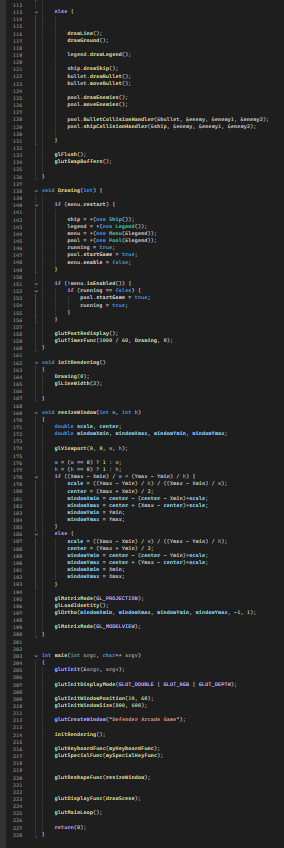 else {
drawLine();
drawGround();
legend.drawLegend();
ship.drawShip();
bullet.drawBullet();
bullet.moveBullet();
pool.drawEnemies();
pool.moveEnemies();
pool.BulletCollisionHandler(&bullet, &enemy, &enemy1, &enemy2);
pool.shipCollisionHandler(&ship, &enemy, &enemy1, &enemy2);
}
glFlush();
glutSwapBuffers();
}
void Drawing(int) {
if (menu.restart) {
ship = *(new Ship());
legend = *(new Legend());
menu = *(new Menu(&legend));
pool = *(new Pool(&legend));
running = true;
pool.startGame = true;
menu.enable = false;
}
if (!menu.isEnabled()) {
if (running == false) {
pool.startGame = true;
running = true;
}
}
glutPostRedisplay();
glutTimerFunc(1000 / 60, Drawing, 0);
}
void initRendering()
{
Drawing(0);
glLineWidth(2);
}
void resizeWindow(int w, int h)
{
double scale, center;
double windowXmin, windowXmax, windowYmin, windowYmax;
glViewport(0, 0, w, h);
w = (w == 0) ? 1 : w;
h = (h == 0) ? 1 : h;
if ((Xmax - Xmin) / w < (Ymax - Ymin) / h) {
scale = ((Ymax - Ymin) / h) / ((Xmax - Xmin) / w);
center = (Xmax + Xmin) / 2;
windowXmin = center - (center - Xmin)*scale;
windowXmax = center + (Xmax - center)*scale;
windowYmin = Ymin;
windowYmax = Ymax;
}
else {
scale = ((Xmax - Xmin) / w) / ((Ymax - Ymin) / h);
center = (Ymax + Ymin) / 2;
windowYmin = center - (center - Ymin)*scale;
windowYmax = center + (Ymax - center)*scale;
windowXmin = Xmin;
windowXmax = Xmax;
}
glMatrixMode(GL_PROJECTION);
glLoadIdentity();
glOrtho(windowXmin, windowXmax, windowYmin, windowYmax, -1, 1);
glMatrixMode(GL_MODELVIEW);
}
int main(int argc, char** argv)
{
glutInit(&argc, argv);
glutInitDisplayMode(GLUT_DOUBLE | GLUT_RGB | GLUT_DEPTH);
glutInitWindowPosition(10, 60);
glutInitWindowSize(800, 600);
glutCreateWindow("Defender Arcade Game");
initRendering();
glutKeyboardFunc(myKeyboardFunc);
glutSpecialFunc(mySpecialKeyFunc);
glutReshapeFunc(resizeWindow);
glutDisplayFunc(drawScene);
glutMainLoop();
return(0);
}